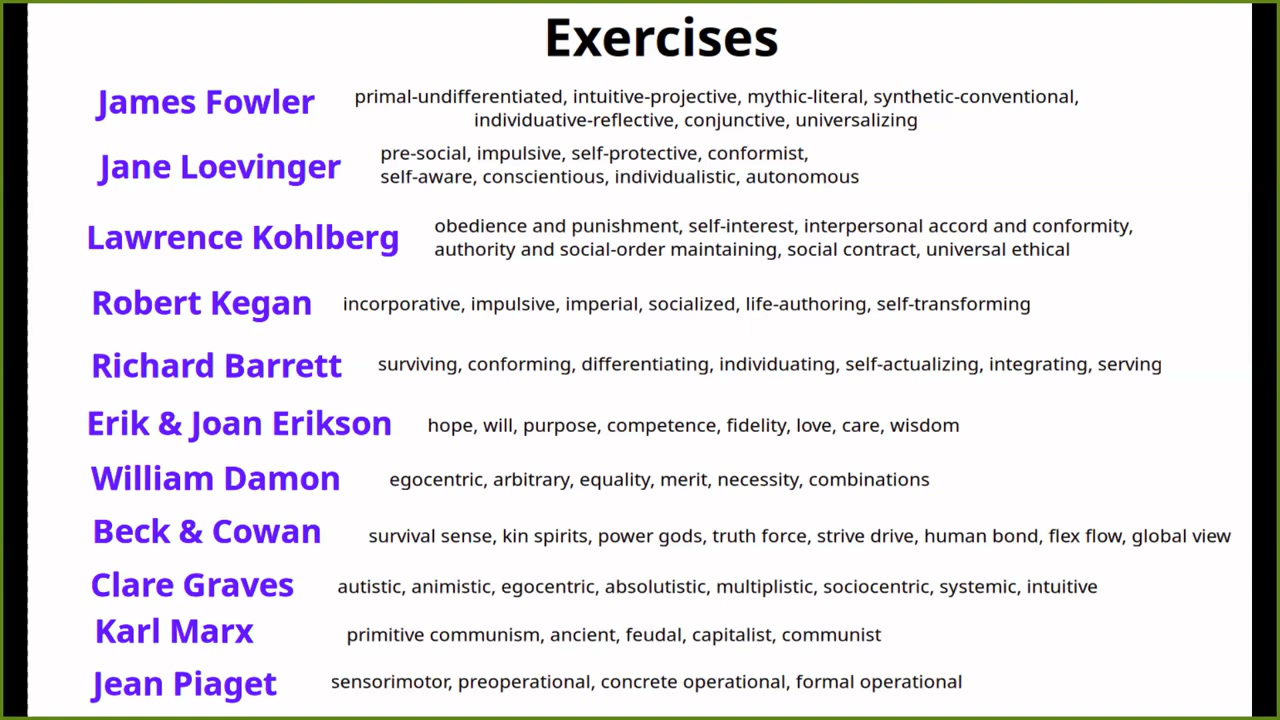 Exercises
James Fowler
primal-undifferentiated, intuitive-projective, mythic-literal, synthetic-conventional,
individuative-reflective, conjunctive, universalizing
Jane Loevinger
pre-social, impulsive, self-protective, conformist,
self-aware, conscientious, individualistic, autonomous
Lawrence Kohlberg
obedience and punishment, self-interest, interpersonal accord and conformity,
authority and social-order maintaining, social contract, universal ethical
Robert Kegan
incorporative, impulsive, imperial, socialized, life-authoring, self-transforming
Richard Barrett
surviving, conforming, differentiating, individuating, self-actualizing, integrating, serving
Erik & Joan Erikson
hope, will, purpose, competence, fidelity, love, care, wisdom
William Damon
egocentric, arbitrary, equality, merit, necessity, combinations
Beck & Cowan
survival sense, kin spirits, power gods, truth force, strive drive, human bond, flex flow, global view
Clare Graves
autistic, animistic, egocentric, absolutistic, multiplistic, sociocentric, systemic, intuitive
Karl Marx
primitive communism, ancient, feudal, capitalist, communist
Jean Piaget
sensorimotor, preoperational, concrete operational, formal operational